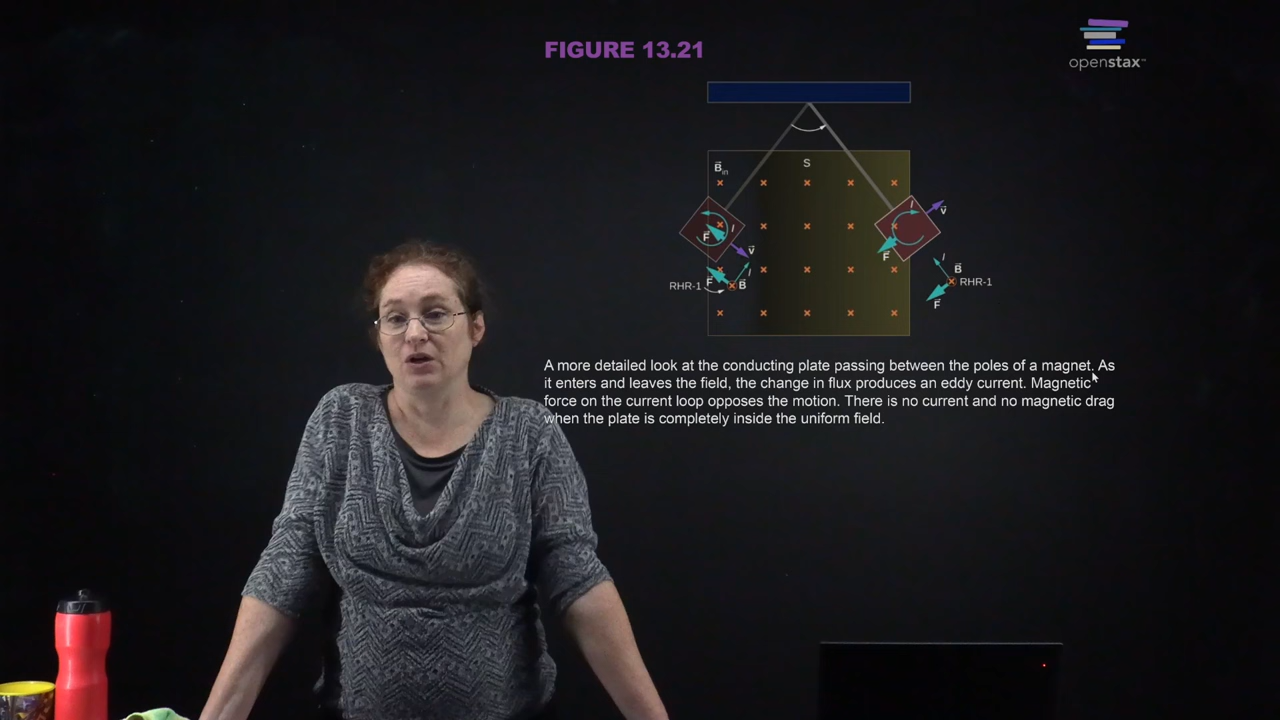 FIGURE 13.21
openstax™
S
B⃗in
I
v⃗
F⃗
I
v⃗
F⃗
I
F⃗
B⃗
RHR-1
I
B⃗
RHR-1
F⃗
A more detailed look at the conducting plate passing between the poles of a magnet. As
it enters and leaves the field, the change in flux produces an eddy current. Magnetic
force on the current loop opposes the motion. There is no current and no magnetic drag
when the plate is completely inside the uniform field.